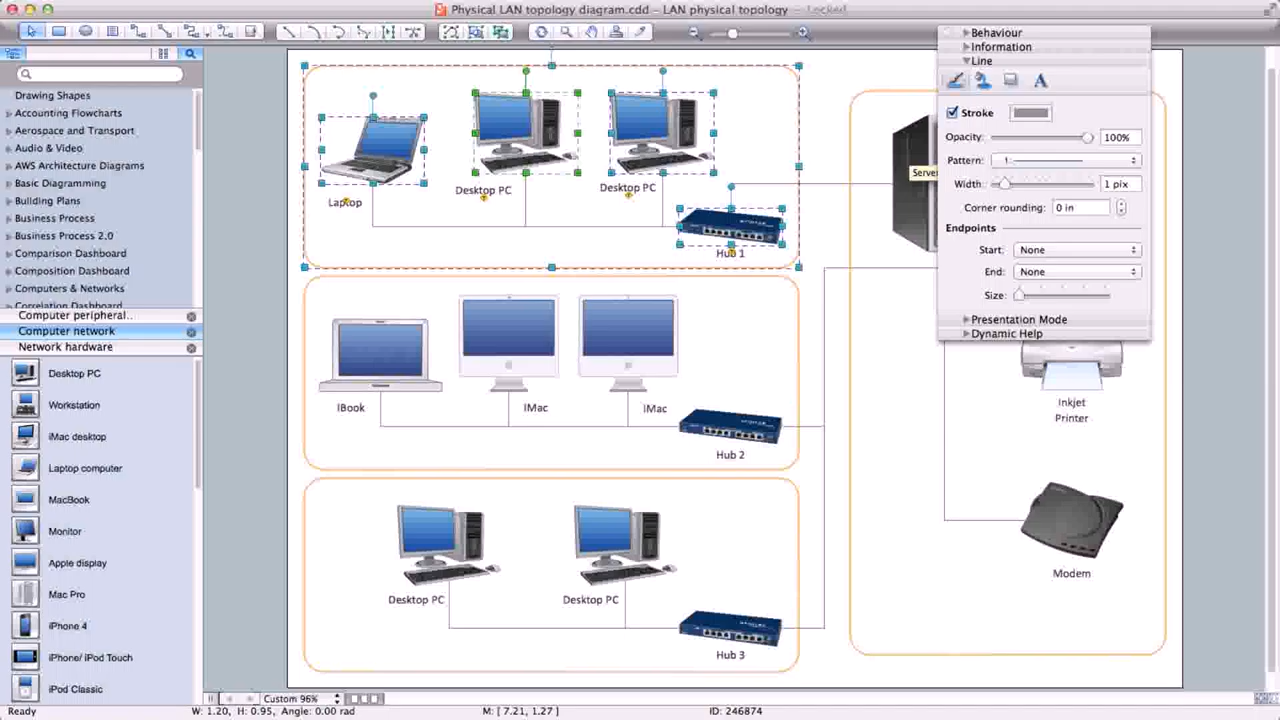 Physical LAN topology diagram.cdd – LAN physical topology — Locked
Drawing Shapes
Accounting Flowcharts
Aerospace and Transport
Audio & Video
AWS Architecture Diagrams
Basic Diagramming
Building Plans
Business Process
Business Process 2.0
Comparison Dashboard
Composition Dashboard
Computers & Networks
Correlation Dashboard
Computer peripheral..
Computer network
Network hardware
Desktop PC
Workstation
iMac desktop
Laptop computer
MacBook
Monitor
Apple display
Mac Pro
iPhone 4
iPhone/ iPod Touch
iPod Classic
Laptop
Desktop PC
Desktop PC
Hub 1
iBook
iMac
iMac
Hub 2
Desktop PC
Desktop PC
Hub 3
Server
Inkjet
Printer
Modem
Behaviour
Information
Line
A
Stroke
Opacity: 100%
Pattern: 1:
Width: 1 pix
Corner rounding: 0 in
Endpoints
Start: None
End: None
Size:
Presentation Mode
Dynamic Help
Custom 96%
Ready W: 1.20, H: 0.95, Angle: 0.00 rad M: [ 7.21, 1.27 ] ID: 246874